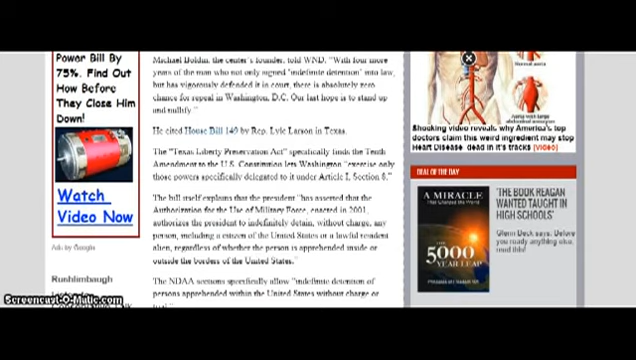 Power Bill By
75%. Find Out
How Before
They Close Him
Down!
Watch
Video Now
Ads by Google
Rushlimbaugh
Michael Boldin, the center's founder, told WND, "With four more
years of the man who not only signed 'indefinite detention' into law,
but has vigorously defended it in court, there is absolutely zero
chance for repeal in Washington, D.C. Our last hope is to stand up
and nullify."
He cited House Bill 149 by Rep. Lyle Larson in Texas.
The "Texas Liberty Preservation Act" specifically finds the Tenth
Amendment to the U.S. Constitution lets Washington "exercise only
those powers specifically delegated to it under Article I, Section 8."
The bill itself explains that the president "has asserted that the
Authorization for the Use of Military Force, enacted in 2001,
authorizes the president to indefinitely detain, without charge, any
person, including a citizen of the United States or a lawful resident
alien, regardless of whether the person is apprehended inside or
outside the borders of the United States."
The NDAA sections specifically allow "indefinite detention of
persons apprehended within the United States without charge or
trial."
Shocking video reveals why America's top
doctors claim this weird ingredient may stop
Heart Disease dead in it's tracks (video)
DEAL OF THE DAY
A MIRACLE
THAT CHANGED THE WORLD
THE
5000
YEAR LEAP
'THE BOOK REAGAN
WANTED TAUGHT IN
HIGH SCHOOLS'
Glenn Beck says: Before
you read anything else,
read this!
Screencast-O-Matic.com